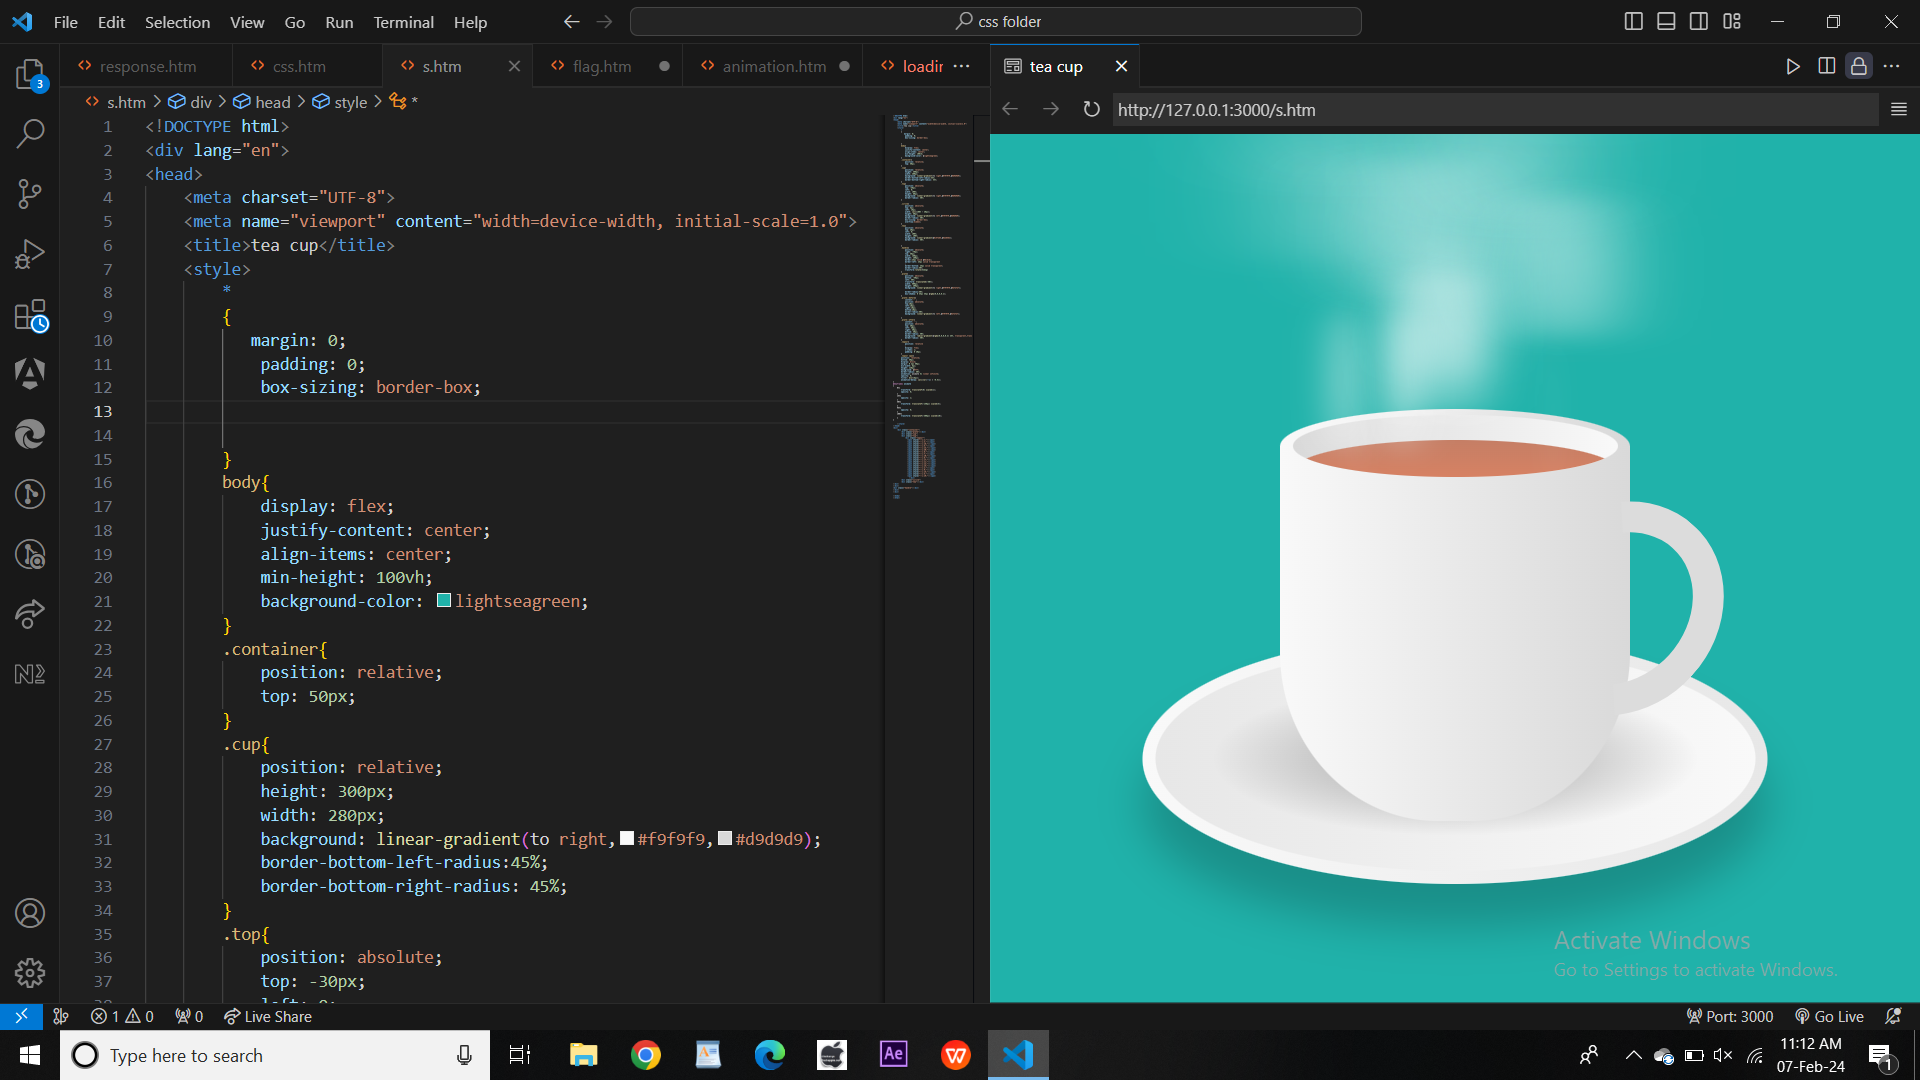 File Edit Selection View Go Run Terminal Help
css folder
response.htm css.htm s.htm flag.htm animation.htm loadir ...
tea cup
s.htm > div > head > style > *
http://127.0.0.1:3000/s.htm
3
1 <!DOCTYPE html>
2 <div lang="en">
3 <head>
4 <meta charset="UTF-8">
5 <meta name="viewport" content="width=device-width, initial-scale=1.0">
6 <title>tea cup</title>
7 <style>
8 *
9 {
10 margin: 0;
11 padding: 0;
12 box-sizing: border-box;
13
14
15 }
16 body{
17 display: flex;
18 justify-content: center;
19 align-items: center;
20 min-height: 100vh;
21 background-color: lightseagreen;
22 }
23 .container{
24 position: relative;
25 top: 50px;
26 }
27 .cup{
28 position: relative;
29 height: 300px;
30 width: 280px;
31 background: linear-gradient(to right, #f9f9f9, #d9d9d9);
32 border-bottom-left-radius:45%;
33 border-bottom-right-radius: 45%;
34 }
35 .top{
36 position: absolute;
37 top: -30px;
Activate Windows
Go to Settings to activate Windows.
1 0 0 Live Share
Port: 3000 Go Live
Type here to search
Ae
W
11:12 AM
07-Feb-24
1